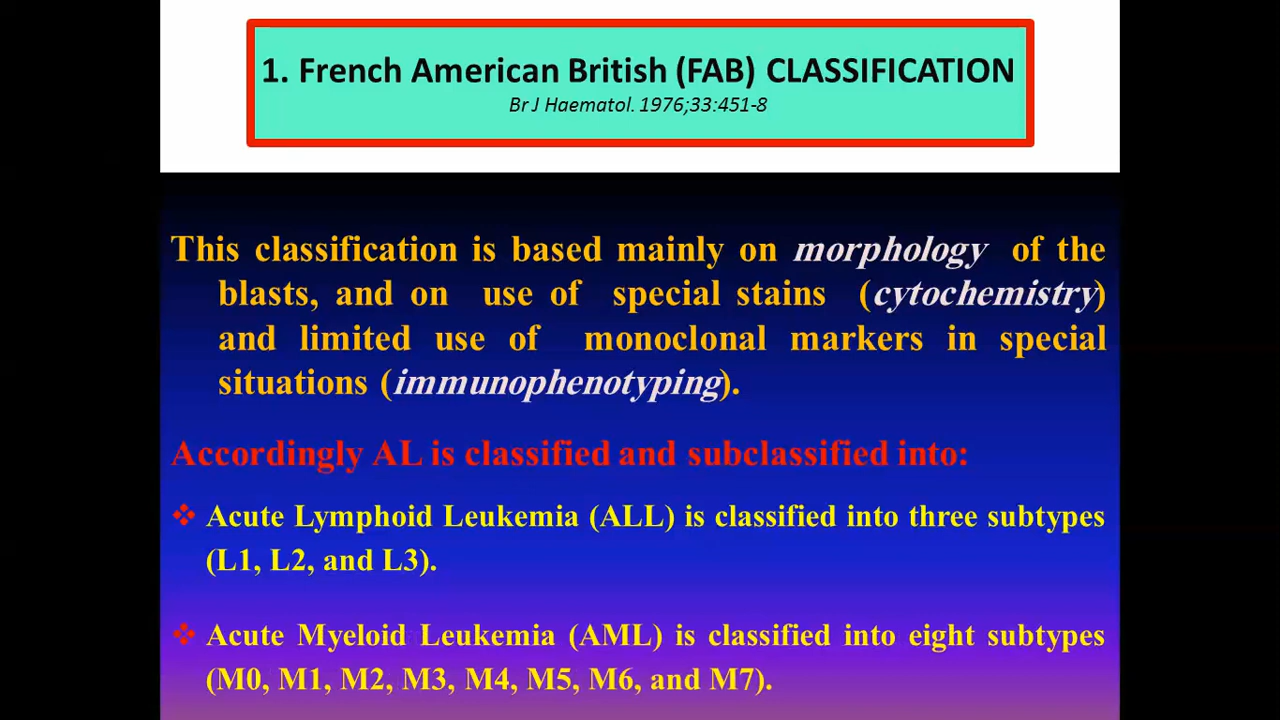 1. French American British (FAB) CLASSIFICATION
Br J Haematol. 1976;33:451-8
This classification is based mainly on morphology of the
blasts, and on use of special stains (cytochemistry)
and limited use of monoclonal markers in special
situations (immunophenotyping).
Accordingly AL is classified and subclassified into:
❖ Acute Lymphoid Leukemia (ALL) is classified into three subtypes
(L1, L2, and L3).
❖ Acute Myeloid Leukemia (AML) is classified into eight subtypes
(M0, M1, M2, M3, M4, M5, M6, and M7).